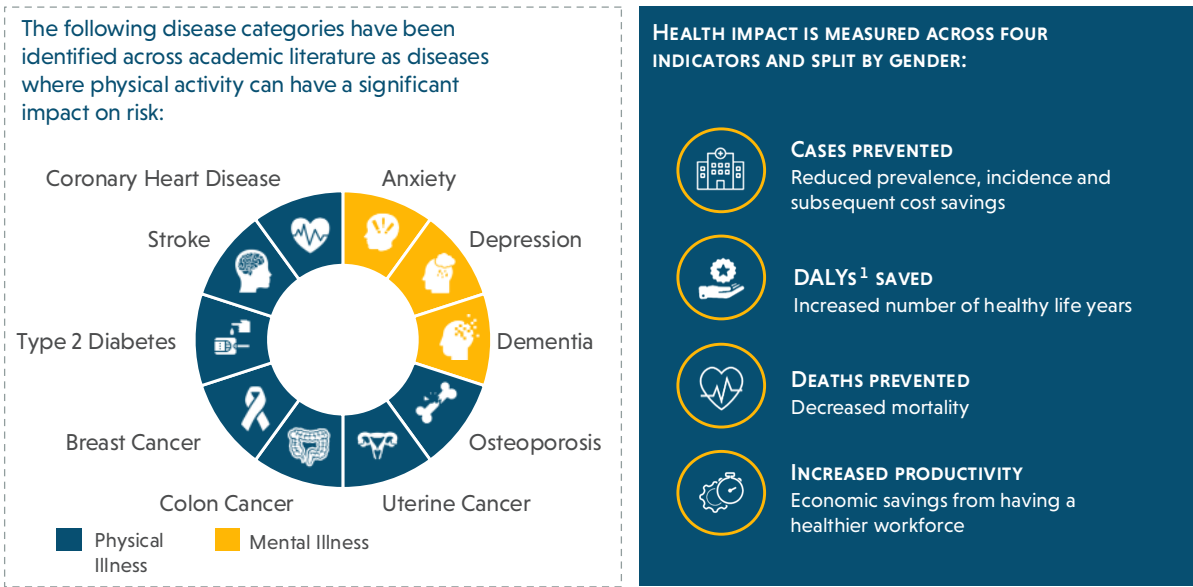 The following disease categories have been
identified across academic literature as diseases
where physical activity can have a significant
impact on risk:
Coronary Heart Disease
Anxiety
Stroke
Depression
Type 2 Diabetes
Dementia
Breast Cancer
Osteoporosis
Colon Cancer
Uterine Cancer
Physical
Illness
Mental Illness
HEALTH IMPACT IS MEASURED ACROSS FOUR
INDICATORS AND SPLIT BY GENDER:
CASES PREVENTED
Reduced prevalence, incidence and
subsequent cost savings
DALYs¹ SAVED
Increased number of healthy life years
DEATHS PREVENTED
Decreased mortality
INCREASED PRODUCTIVITY
Economic savings from having a
healthier workforce